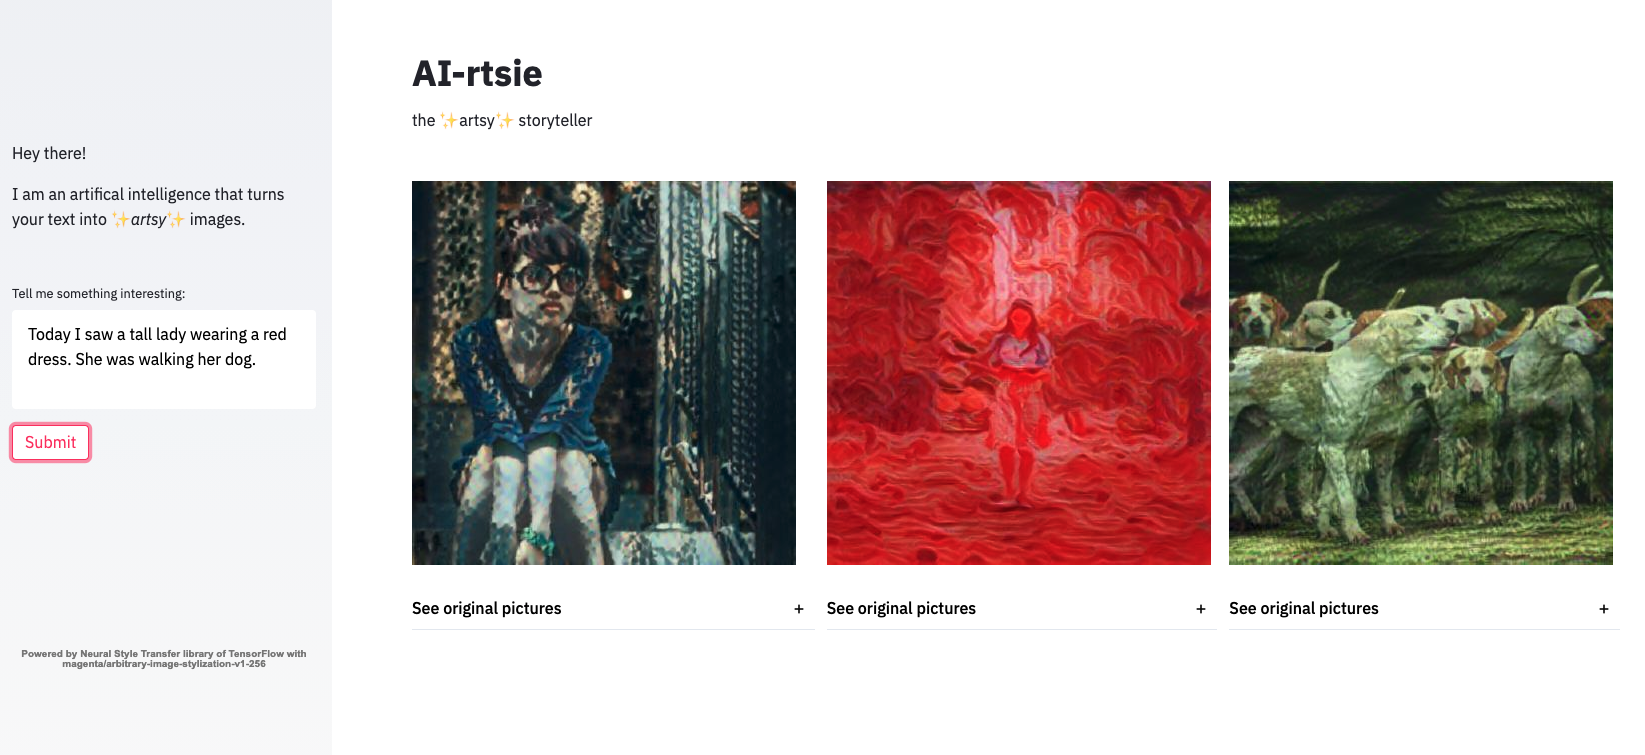 Hey there!
I am an artifical intelligence that turns
your text into ✨artsy✨ images.
Tell me something interesting:
Today I saw a tall lady wearing a red
dress. She was walking her dog.
Submit
Powered by Neural Style Transfer library of TensorFlow with
magenta/arbitrary-image-stylization-v1-256
AI-rtsie
the ✨artsy✨ storyteller
See original pictures +
See original pictures +
See original pictures +